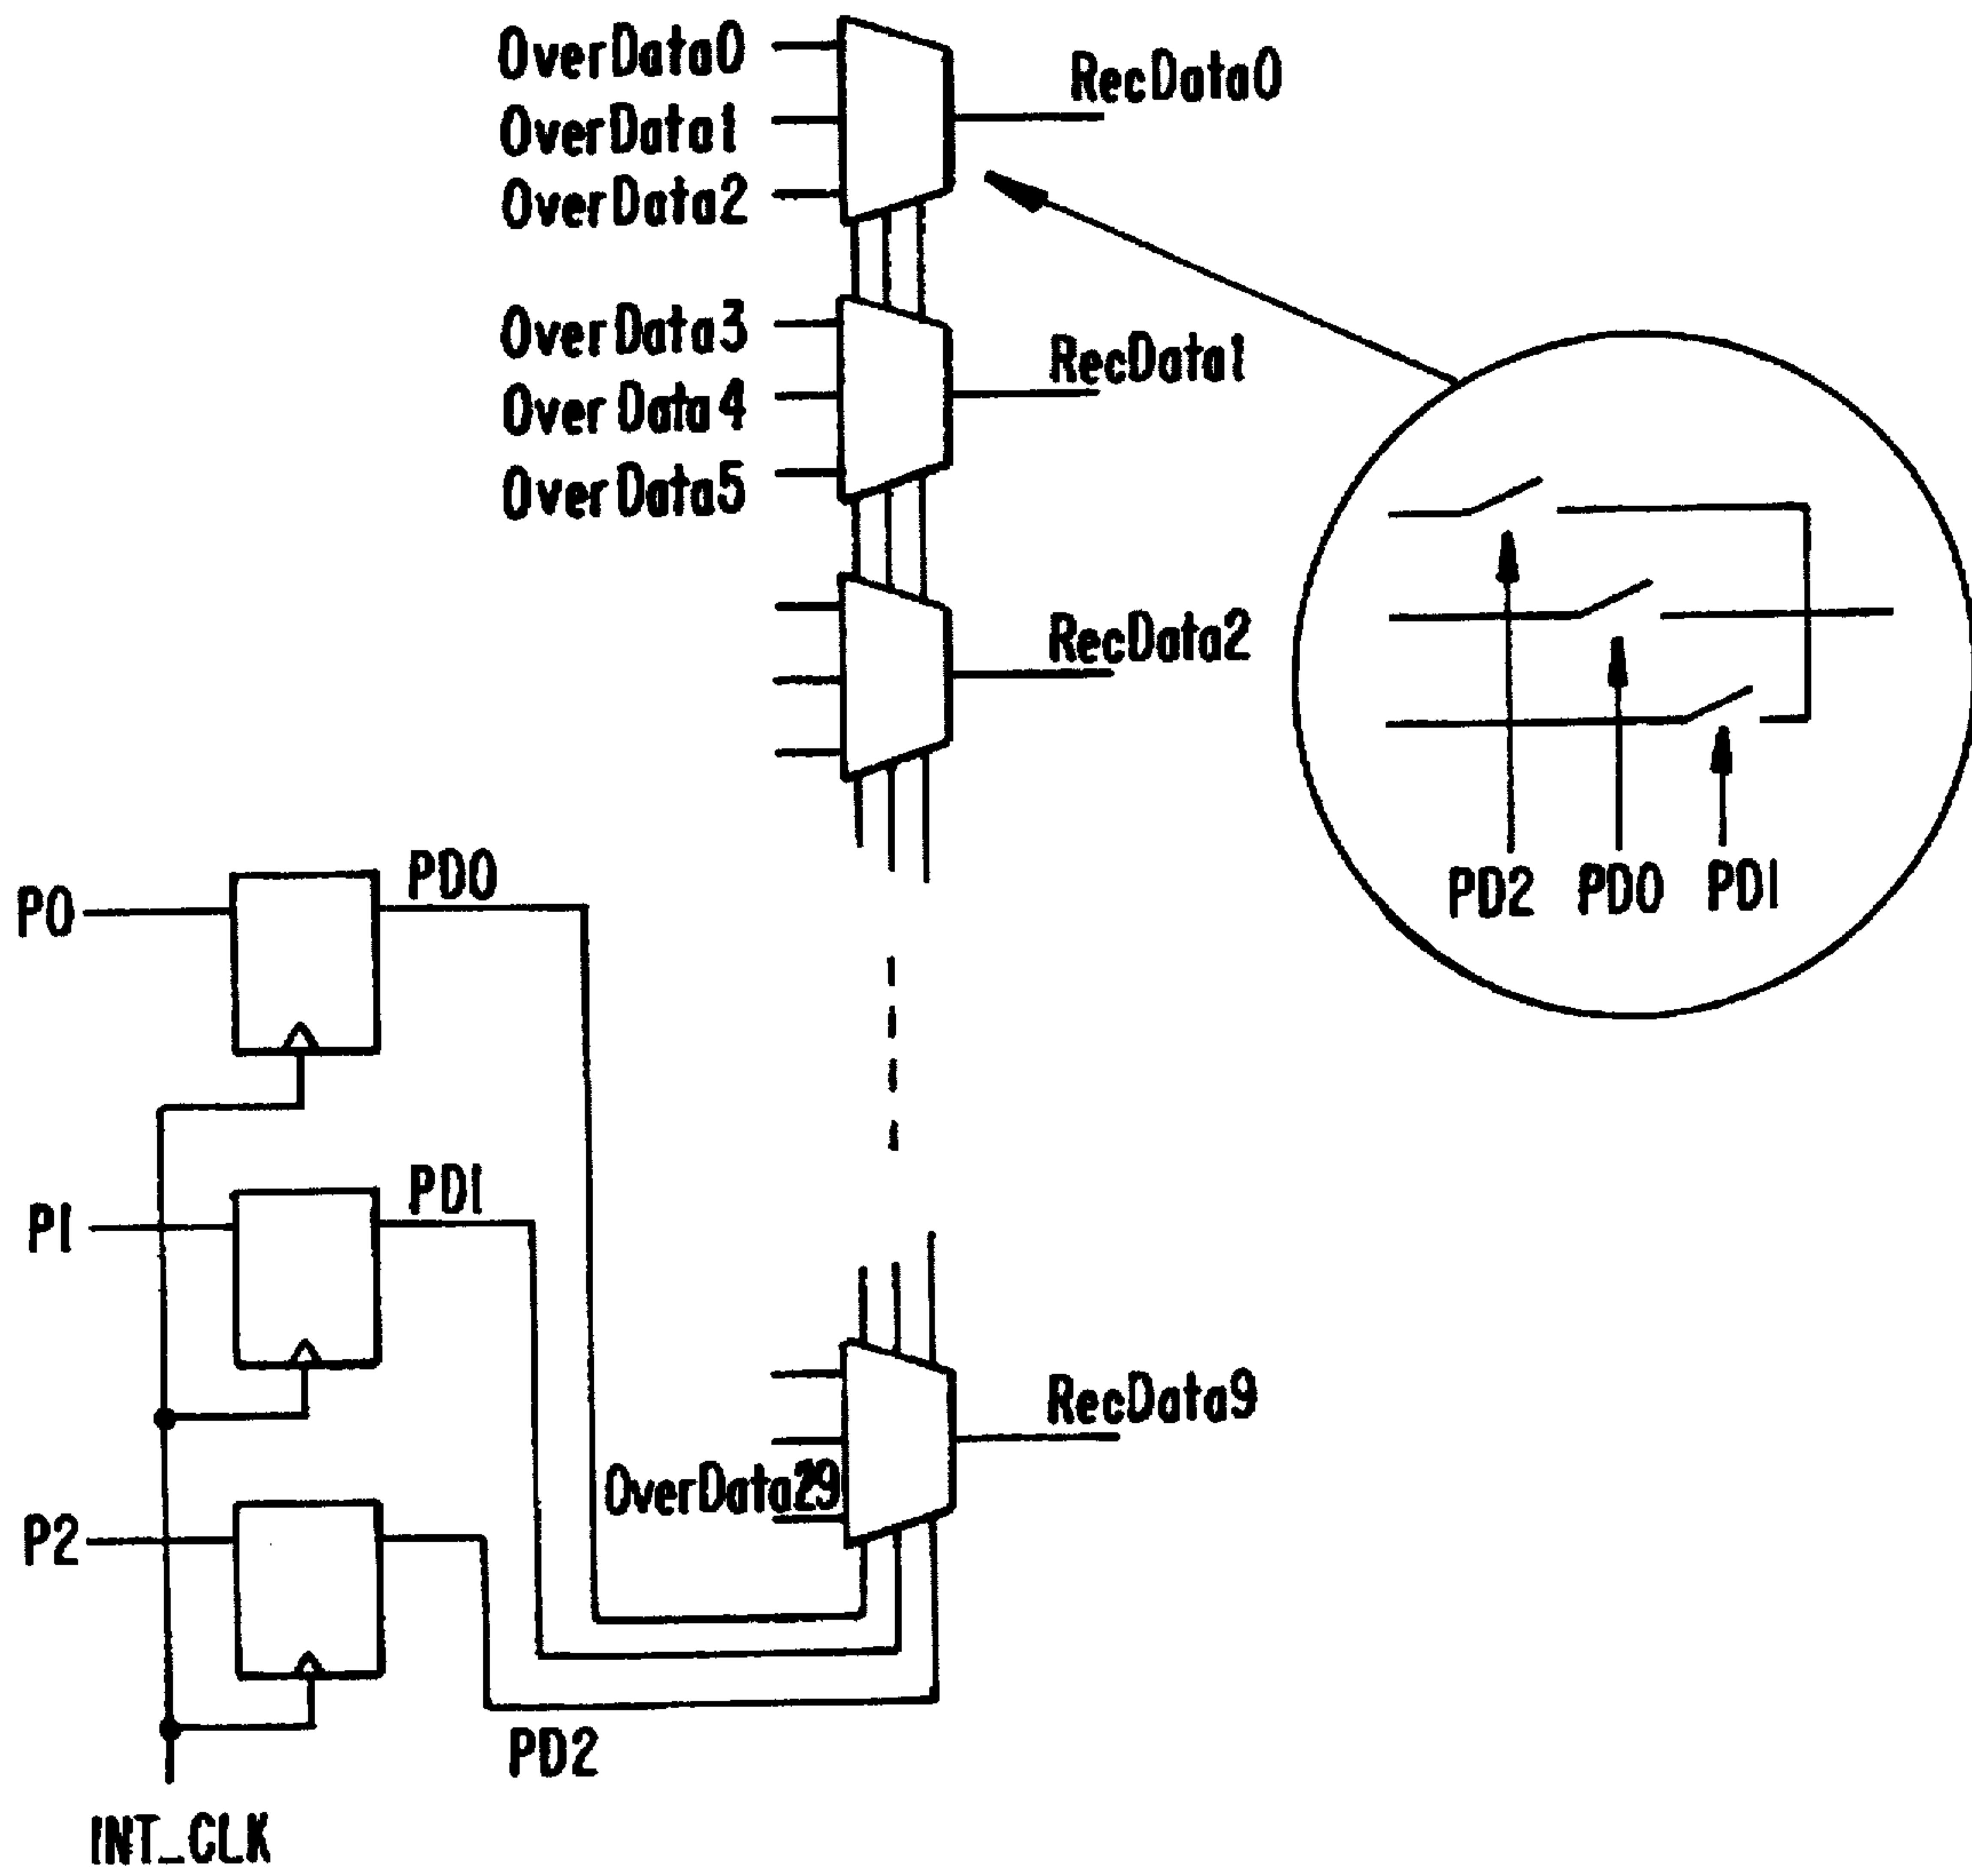 OverData0
OverData1
OverData2
RecData0
OverData3
OverData4
OverData5
RecData1
RecData2
PD2 PD0 PD1
P0
PD0
P1
PD1
P2
PD2
OverData29
RecData9
INT_CLK